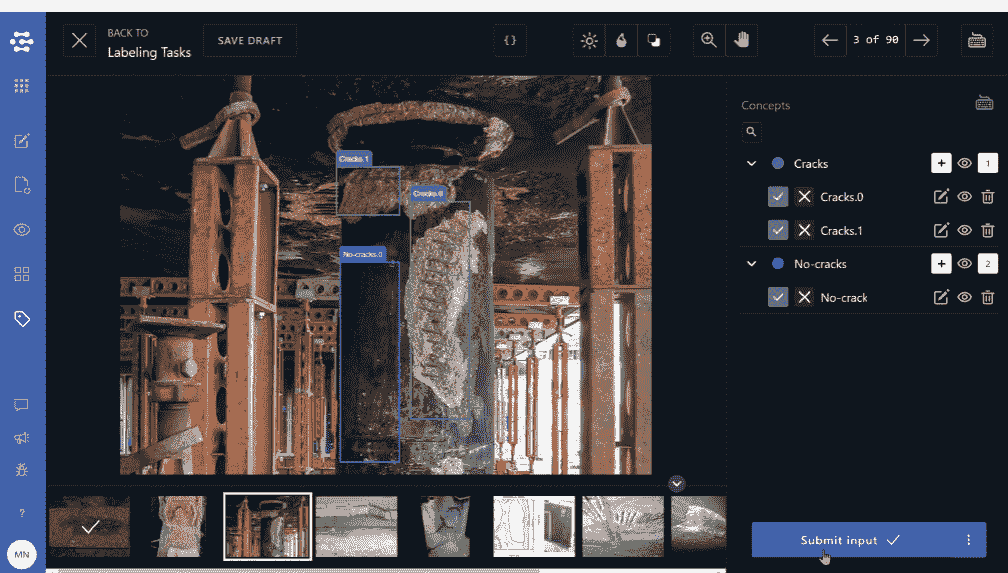 BACK TO
Labeling Tasks
SAVE DRAFT
{}
3 of 90
Concepts
Cracks
1
Cracks.0
Cracks.1
No-cracks
2
No-crack
Cracks.1
Cracks.0
No-cracks.0
?
MN
Submit input